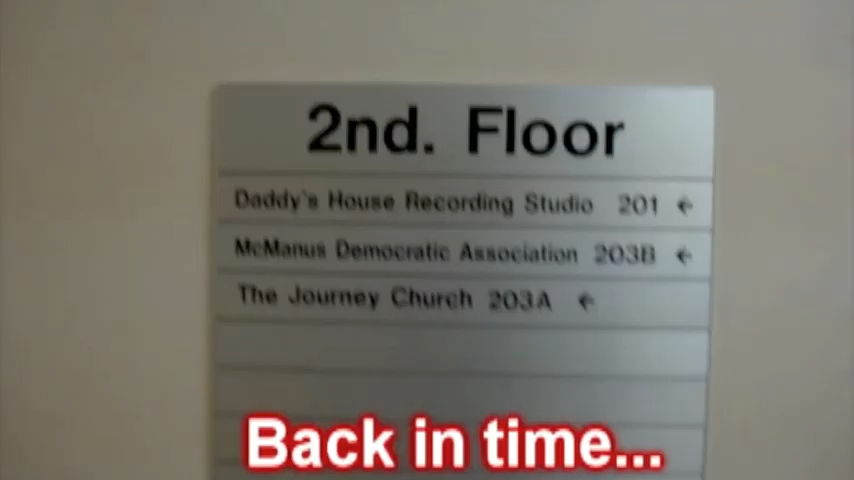 2nd. Floor
Daddy's House Recording Studio 201 ←
McManus Democratic Association 203B ←
The Journey Church 203A ←
Back in time...